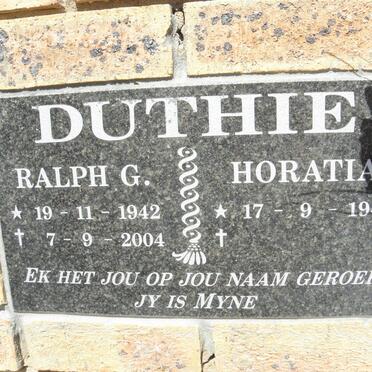 DUTHIE
RALPH G. HORATIA
★ 19 - 11 - 1942 ★ 17 - 9 - 19
✝ 7 - 9 - 2004 ✝
EK HET JOU OP JOU NAAM GEROEP
JY IS MYNE